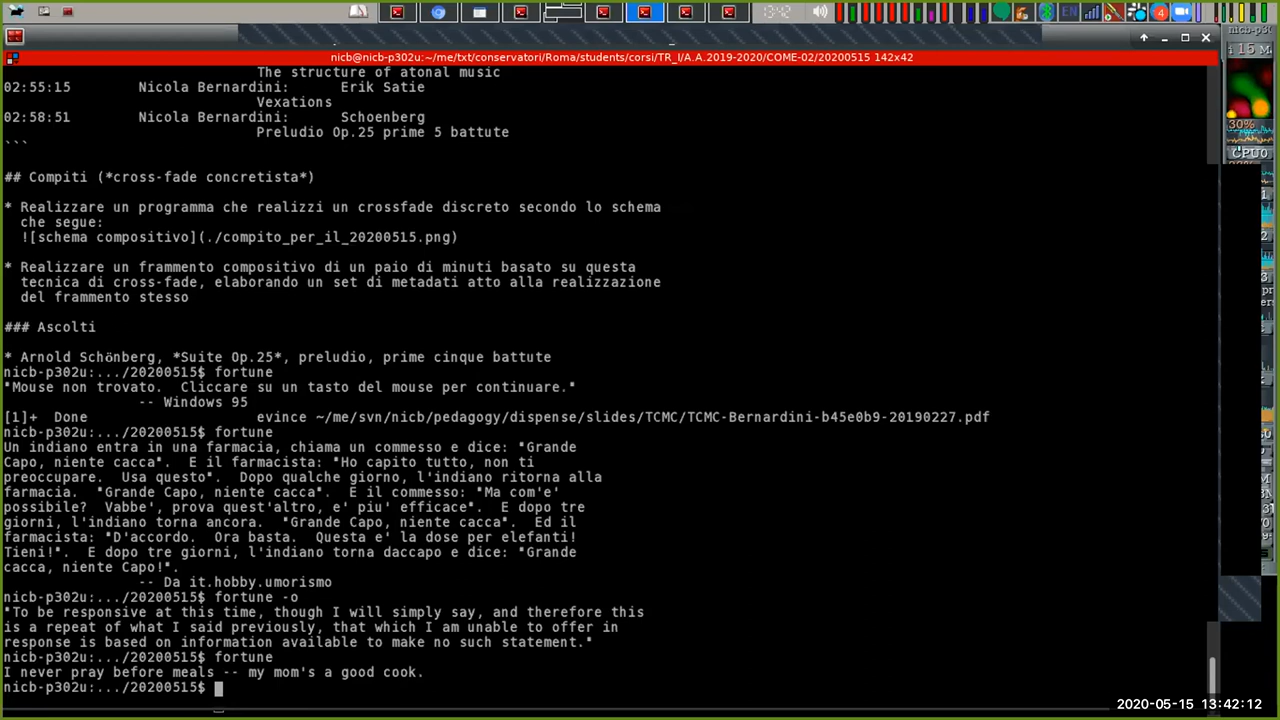 13:42
EN
4
nicb@nicb-p302u:~/me/txt/conservatori/Roma/students/corsi/TR_I/A.A.2019-2020/COME-02/20200515 142x42
The structure of atonal music
02:55:15 Nicola Bernardini: Erik Satie
Vexations
02:58:51 Nicola Bernardini: Schoenberg
Preludio Op.25 prime 5 battute
```
## Compiti (*cross-fade concretista*)
* Realizzare un programma che realizzi un crossfade discreto secondo lo schema
che segue:
![schema compositivo](./compito_per_il_20200515.png)
* Realizzare un frammento compositivo di un paio di minuti basato su questa
tecnica di cross-fade, elaborando un set di metadati atto alla realizzazione
del frammento stesso
### Ascolti
* Arnold Schönberg, *Suite Op.25*, preludio, prime cinque battute
nicb-p302u:.../20200515$ fortune
"Mouse non trovato.  Cliccare su un tasto del mouse per continuare."
-- Windows 95
[1]+  Done evince ~/me/svn/nicb/pedagogy/dispense/slides/TCMC/TCMC-Bernardini-b45e0b9-20190227.pdf
nicb-p302u:.../20200515$ fortune
Un indiano entra in una farmacia, chiama un commesso e dice: "Grande
Capo, niente cacca".  E il farmacista: "Ho capito tutto, non ti
preoccupare.  Usa questo".  Dopo qualche giorno, l'indiano ritorna alla
farmacia.  "Grande Capo, niente cacca".  E il commesso: "Ma com'e'
possibile?  Vabbe', prova quest'altro, e' piu' efficace".  E dopo tre
giorni, l'indiano torna ancora.  "Grande Capo, niente cacca".  Ed il
farmacista: "D'accordo.  Ora basta.  Questa e' la dose per elefanti!
Tieni!".  E dopo tre giorni, l'indiano torna daccapo e dice: "Grande
cacca, niente Capo!".
-- Da it.hobby.umorismo
nicb-p302u:.../20200515$ fortune -o
"To be responsive at this time, though I will simply say, and therefore this
is a repeat of what I said previously, that which I am unable to offer in
response is based on information available to make no such statement."
nicb-p302u:.../20200515$ fortune
I never pray before meals -- my mom's a good cook.
nicb-p302u:.../20200515$
15
30%
CPU0
2020-05-15 13:42:12